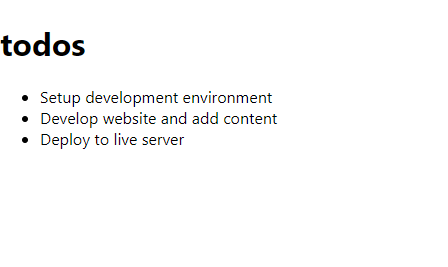 todos
Setup development environment
Develop website and add content
Deploy to live server